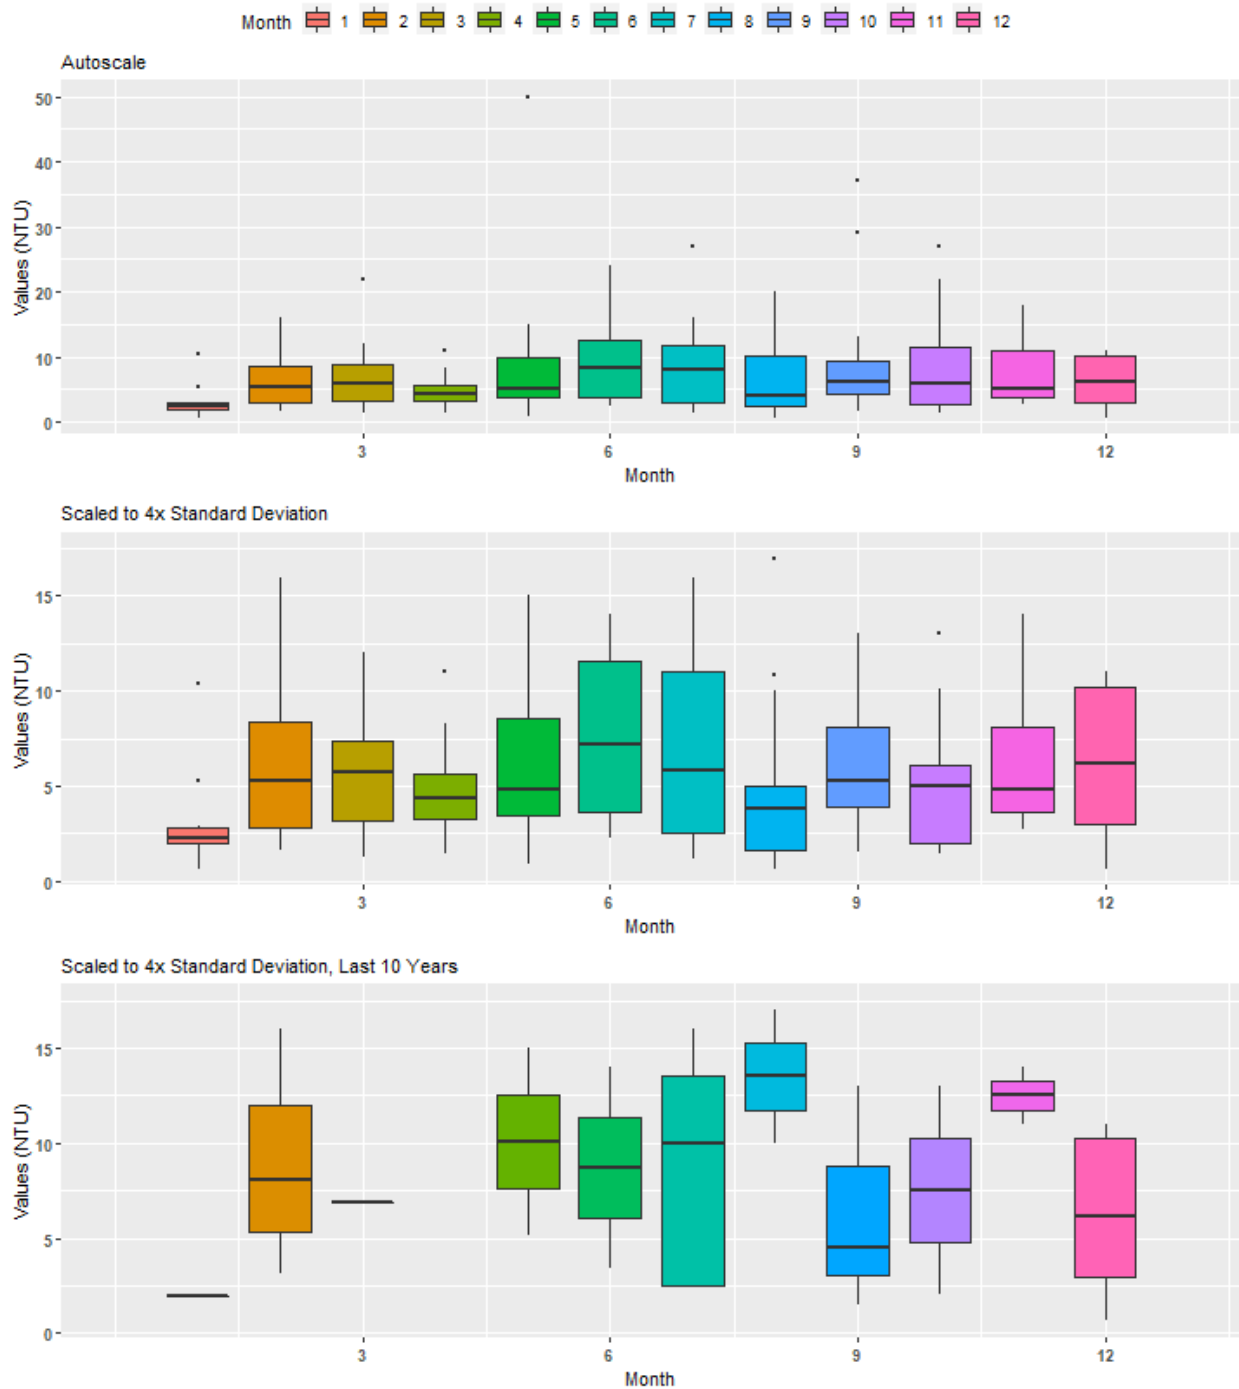 Month 1 2 3 4 5 6 7 8 9 10 11 12
Autoscale
Values (NTU)
50
40
30
20
10
0
3 6 9 12
Month
Scaled to 4x Standard Deviation
Values (NTU)
15
10
5
0
3 6 9 12
Month
Scaled to 4x Standard Deviation, Last 10 Years
Values (NTU)
15
10
5
0
3 6 9 12
Month